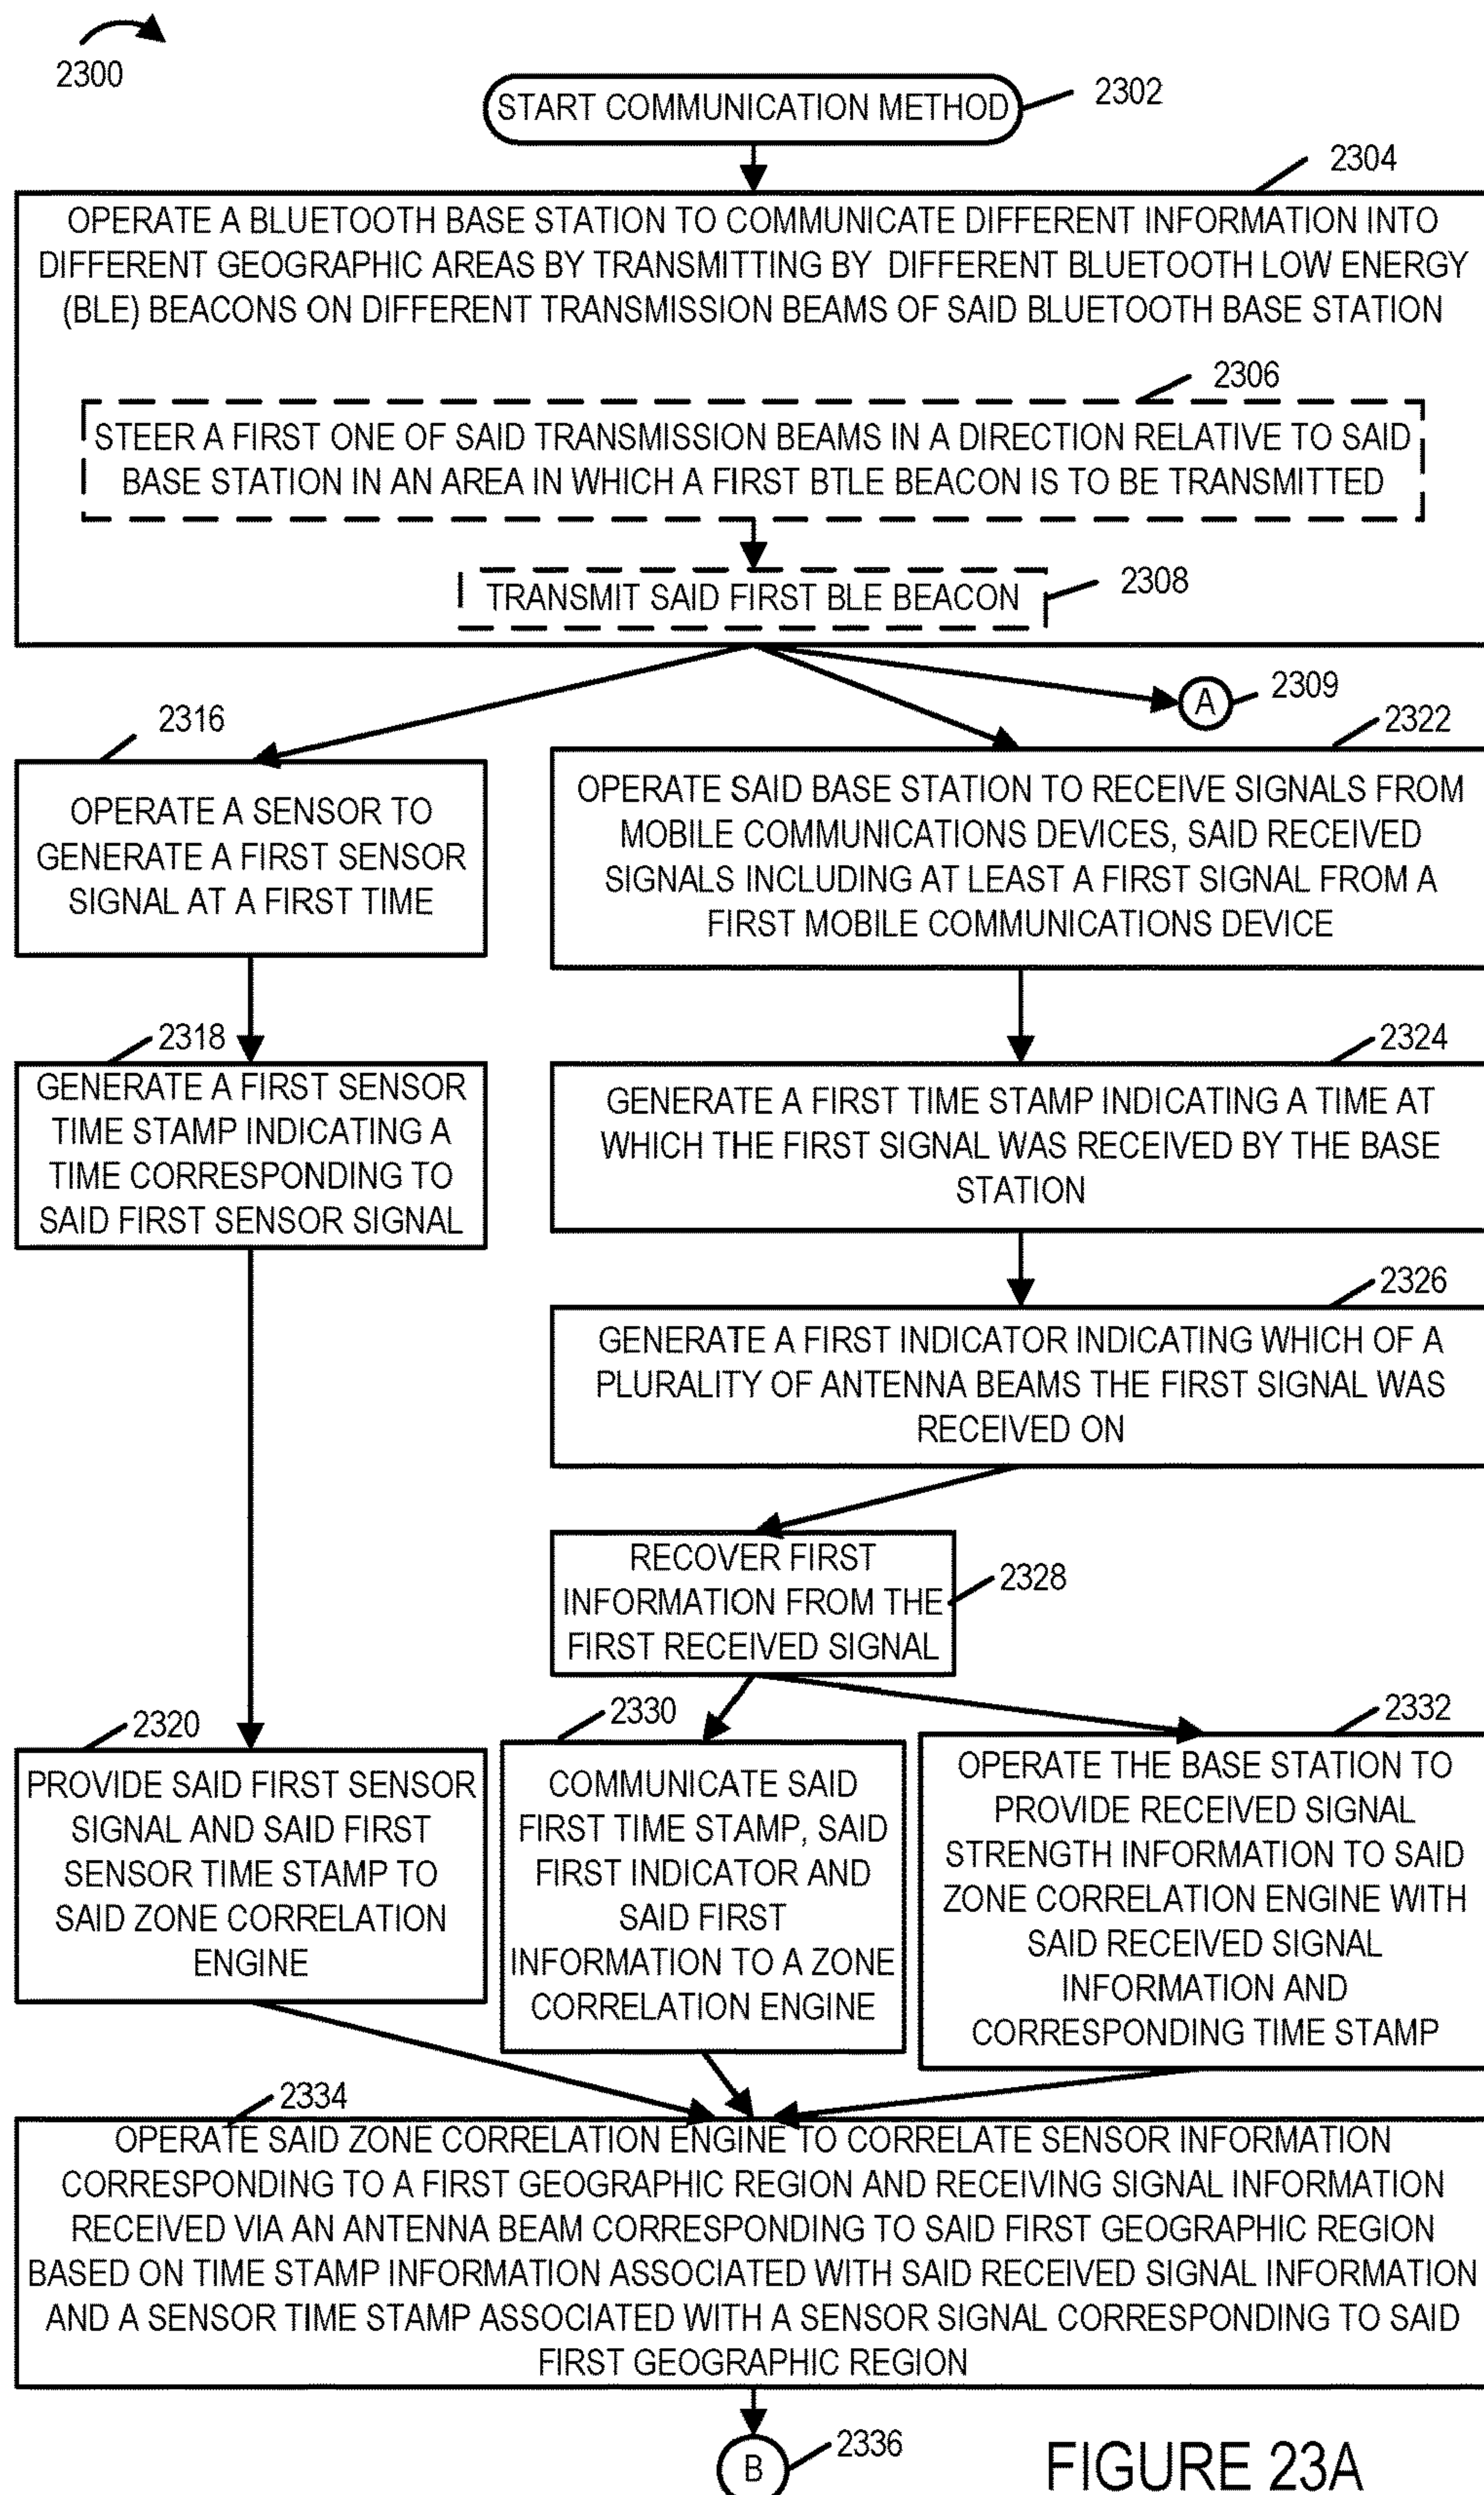 2300
START COMMUNICATION METHOD
2302
2304
OPERATE A BLUETOOTH BASE STATION TO COMMUNICATE DIFFERENT INFORMATION INTO
DIFFERENT GEOGRAPHIC AREAS BY TRANSMITTING BY DIFFERENT BLUETOOTH LOW ENERGY
(BLE) BEACONS ON DIFFERENT TRANSMISSION BEAMS OF SAID BLUETOOTH BASE STATION
2306
STEER A FIRST ONE OF SAID TRANSMISSION BEAMS IN A DIRECTION RELATIVE TO SAID
BASE STATION IN AN AREA IN WHICH A FIRST BTLE BEACON IS TO BE TRANSMITTED
TRANSMIT SAID FIRST BLE BEACON
2308
A
2309
2316
OPERATE A SENSOR TO
GENERATE A FIRST SENSOR
SIGNAL AT A FIRST TIME
2322
OPERATE SAID BASE STATION TO RECEIVE SIGNALS FROM
MOBILE COMMUNICATIONS DEVICES, SAID RECEIVED
SIGNALS INCLUDING AT LEAST A FIRST SIGNAL FROM A
FIRST MOBILE COMMUNICATIONS DEVICE
2318
GENERATE A FIRST SENSOR
TIME STAMP INDICATING A
TIME CORRESPONDING TO
SAID FIRST SENSOR SIGNAL
2324
GENERATE A FIRST TIME STAMP INDICATING A TIME AT
WHICH THE FIRST SIGNAL WAS RECEIVED BY THE BASE
STATION
2326
GENERATE A FIRST INDICATOR INDICATING WHICH OF A
PLURALITY OF ANTENNA BEAMS THE FIRST SIGNAL WAS
RECEIVED ON
RECOVER FIRST
INFORMATION FROM THE
FIRST RECEIVED SIGNAL
2328
2320
PROVIDE SAID FIRST SENSOR
SIGNAL AND SAID FIRST
SENSOR TIME STAMP TO
SAID ZONE CORRELATION
ENGINE
2330
COMMUNICATE SAID
FIRST TIME STAMP, SAID
FIRST INDICATOR AND
SAID FIRST
INFORMATION TO A ZONE
CORRELATION ENGINE
2332
OPERATE THE BASE STATION TO
PROVIDE RECEIVED SIGNAL
STRENGTH INFORMATION TO SAID
ZONE CORRELATION ENGINE WITH
SAID RECEIVED SIGNAL
INFORMATION AND
CORRESPONDING TIME STAMP
2334
OPERATE SAID ZONE CORRELATION ENGINE TO CORRELATE SENSOR INFORMATION
CORRESPONDING TO A FIRST GEOGRAPHIC REGION AND RECEIVING SIGNAL INFORMATION
RECEIVED VIA AN ANTENNA BEAM CORRESPONDING TO SAID FIRST GEOGRAPHIC REGION
BASED ON TIME STAMP INFORMATION ASSOCIATED WITH SAID RECEIVED SIGNAL INFORMATION
AND A SENSOR TIME STAMP ASSOCIATED WITH A SENSOR SIGNAL CORRESPONDING TO SAID
FIRST GEOGRAPHIC REGION
B
2336
FIGURE 23A